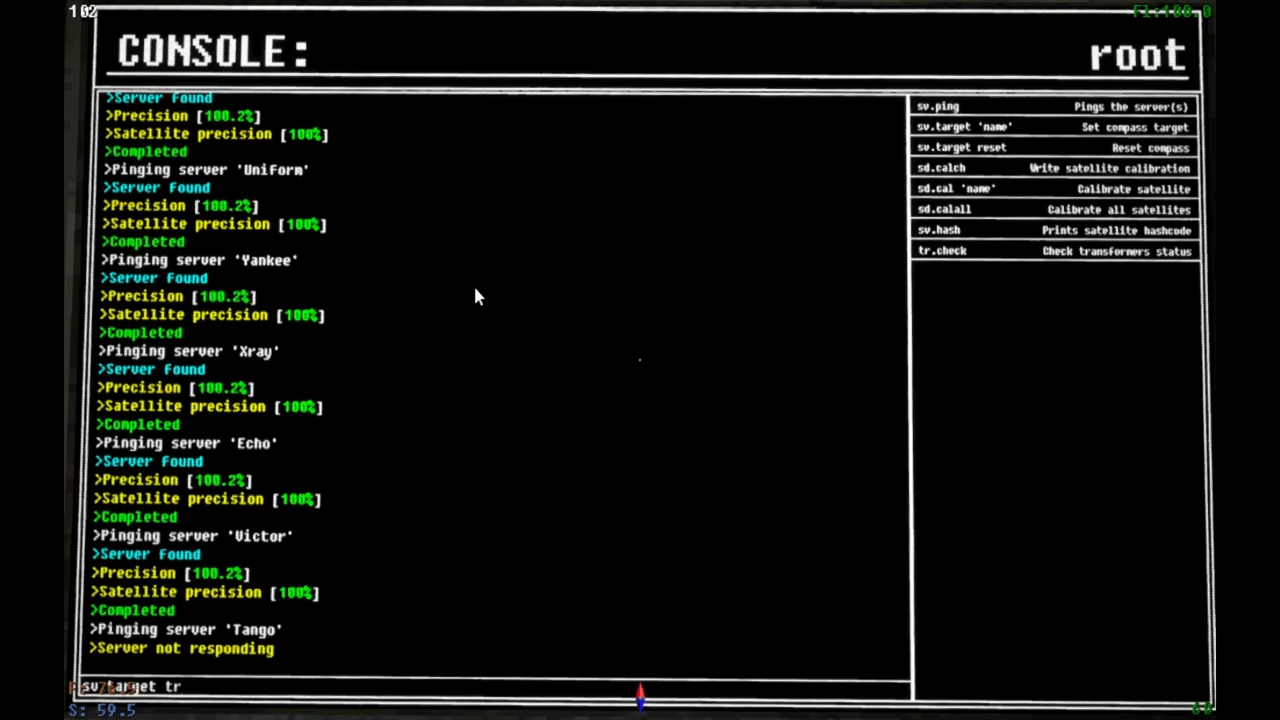 102
Fl:100.0
CONSOLE:
root
>Server Found
>Precision [100.2%]
>Satellite precision [100%]
>Completed
>Pinging server 'UniForm'
>Server Found
>Precision [100.2%]
>Satellite precision [100%]
>Completed
>Pinging server 'Yankee'
>Server Found
>Precision [100.2%]
>Satellite precision [100%]
>Completed
>Pinging server 'Xray'
>Server Found
>Precision [100.2%]
>Satellite precision [100%]
>Completed
>Pinging server 'Echo'
>Server Found
>Precision [100.2%]
>Satellite precision [100%]
>Completed
>Pinging server 'Victor'
>Server Found
>Precision [100.2%]
>Satellite precision [100%]
>Completed
>Pinging server 'Tango'
>Server not responding
sv.target tr
S: 59.5
sv.ping Pings the server(s)
sv.target 'name' Set compass target
sv.target reset Reset compass
sd.calch Write satellite calibration
sd.cal 'name' Calibrate satellite
sd.calall Calibrate all satellites
sv.hash Prints satellite hashcode
tr.check Check transformers status